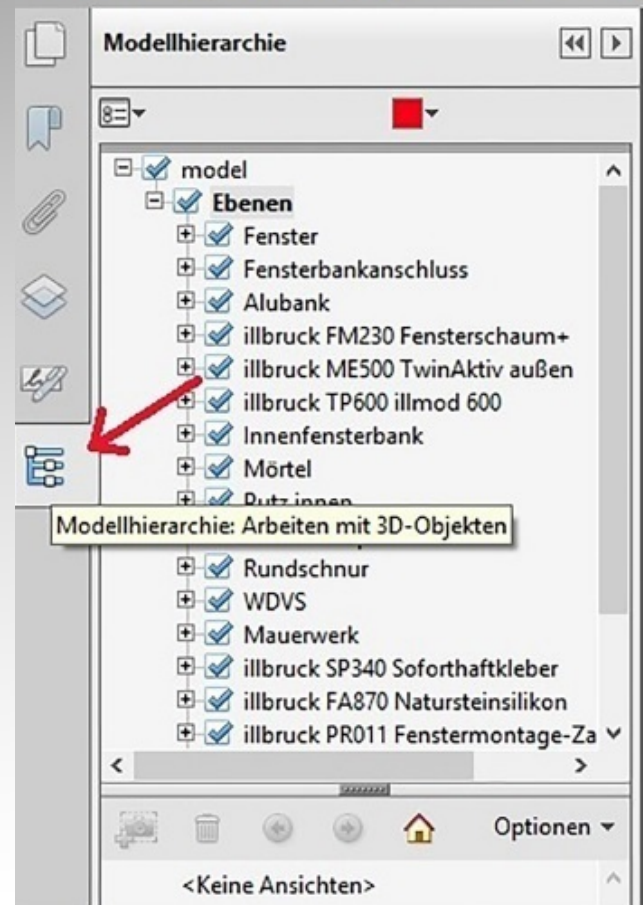 Modellhierarchie
model
Ebenen
Fenster
Fensterbankanschluss
Alubank
illbruck FM230 Fensterschaum+
illbruck ME500 TwinAktiv außen
illbruck TP600 illmod 600
Innenfensterbank
Mörtel
Putz innen
Modellhierarchie: Arbeiten mit 3D-Objekten
Rundschnur
WDVS
Mauerwerk
illbruck SP340 Soforthaftkleber
illbruck FA870 Natursteinsilikon
illbruck PR011 Fenstermontage-Za
Optionen
<Keine Ansichten>